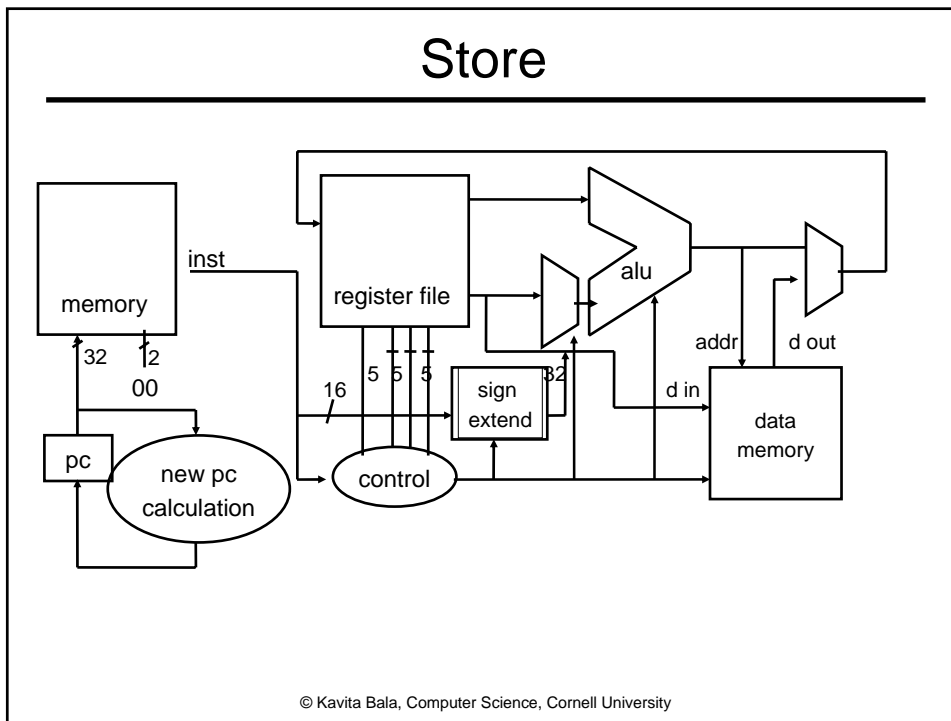 Store
inst
memory
32
2
00
pc
new pc
calculation
register file
5
5
5
16
sign
extend
32
control
alu
addr
d out
d in
data
memory
© Kavita Bala, Computer Science, Cornell University